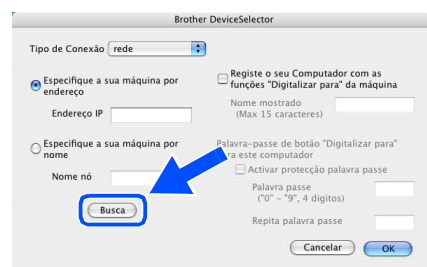 Brother DeviceSelector
Tipo de Conexão rede
Especifique a sua máquina por
endereço
Endereço IP
Especifique a sua máquina por
nome
Nome nó
Busca
Registe o seu Computador com as
funções "Digitalizar para" da máquina
Nome mostrado
(Max 15 caracteres)
Palavra-passe de botão "Digitalizar para"
este computador
Activar protecção palavra passe
Palavra passe
("0" - "9", 4 digitos)
Repita palavra passe
Cancelar
OK